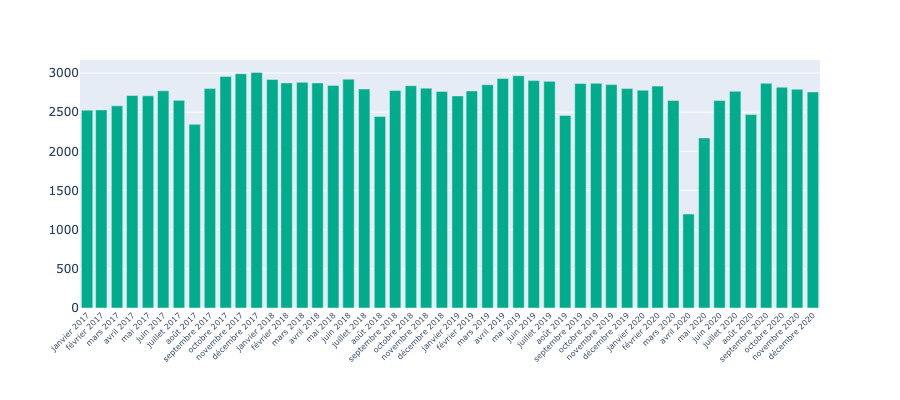 3000
2500
2000
1500
1000
500
0
janvier 2017
février 2017
mars 2017
avril 2017
mai 2017
juin 2017
juillet 2017
août 2017
septembre 2017
octobre 2017
novembre 2017
décembre 2017
janvier 2018
février 2018
mars 2018
avril 2018
mai 2018
juin 2018
juillet 2018
août 2018
septembre 2018
octobre 2018
novembre 2018
décembre 2018
janvier 2019
février 2019
mars 2019
avril 2019
mai 2019
juin 2019
juillet 2019
août 2019
septembre 2019
octobre 2019
novembre 2019
décembre 2019
janvier 2020
février 2020
mars 2020
avril 2020
mai 2020
juin 2020
juillet 2020
août 2020
septembre 2020
octobre 2020
novembre 2020
décembre 2020